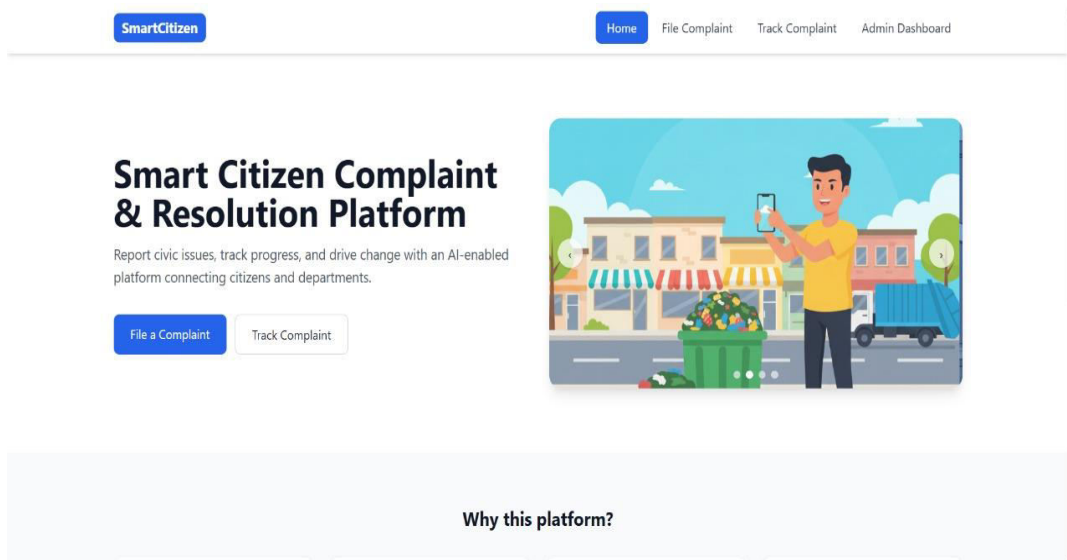 SmartCitizen
Home File Complaint Track Complaint Admin Dashboard
Smart Citizen Complaint
& Resolution Platform
Report civic issues, track progress, and drive change with an AI-enabled
platform connecting citizens and departments.
File a Complaint Track Complaint
Why this platform?